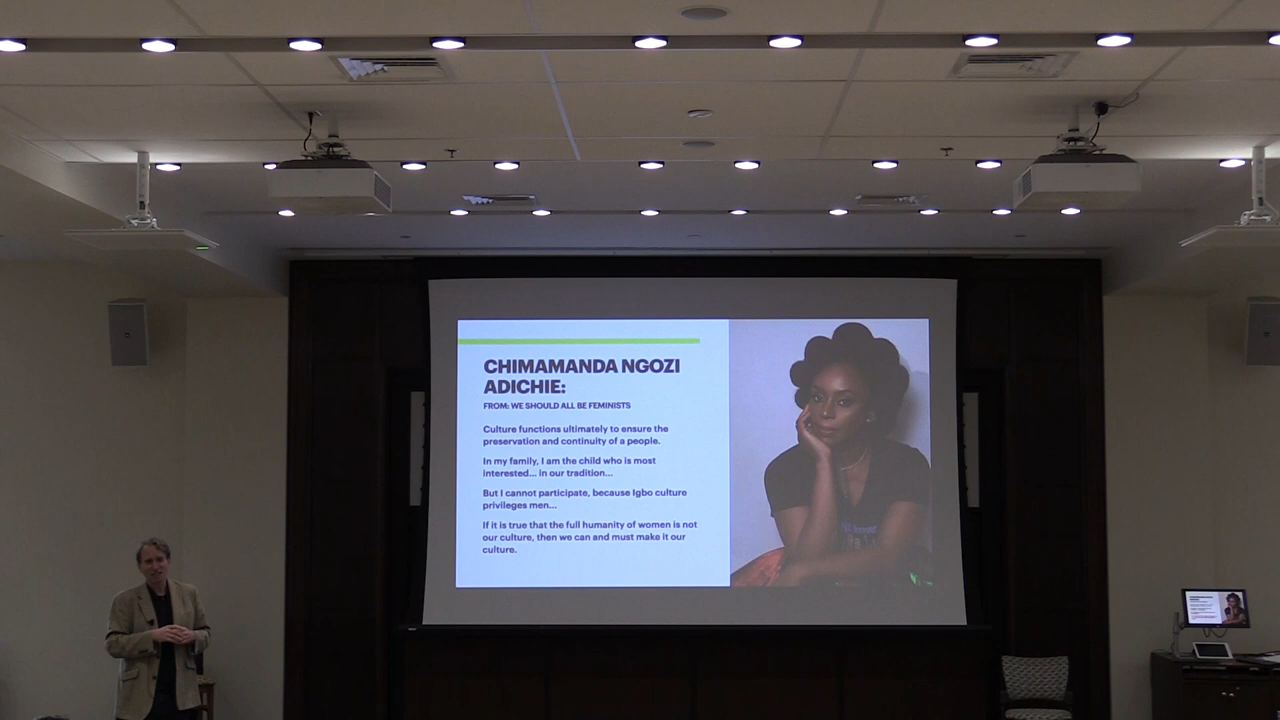 CHIMAMANDA NGOZI
ADICHIE:
FROM: WE SHOULD ALL BE FEMINISTS
Culture functions ultimately to ensure the
preservation and continuity of a people.
In my family, I am the child who is most
interested... in our tradition...
But I cannot participate, because Igbo culture
privileges men...
If it is true that the full humanity of women is not
our culture, then we can and must make it our
culture.